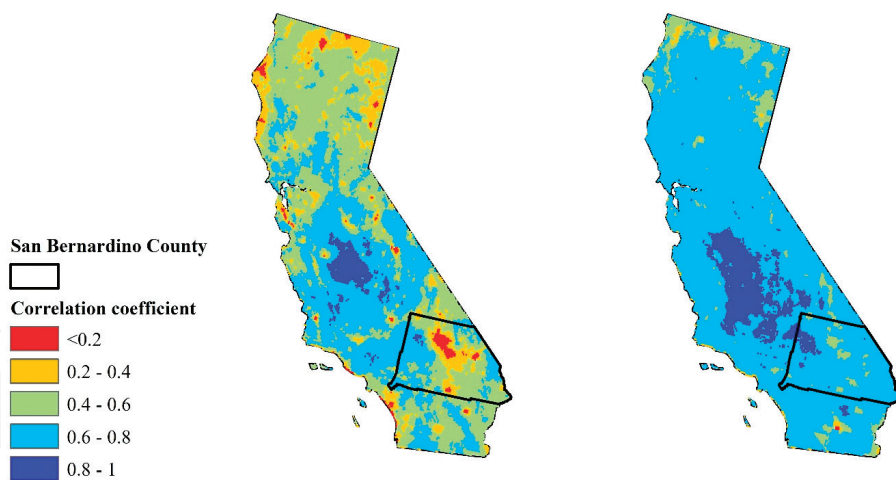 San Bernardino County
Correlation coefficient
<0.2
0.2 - 0.4
0.4 - 0.6
0.6 - 0.8
0.8 - 1